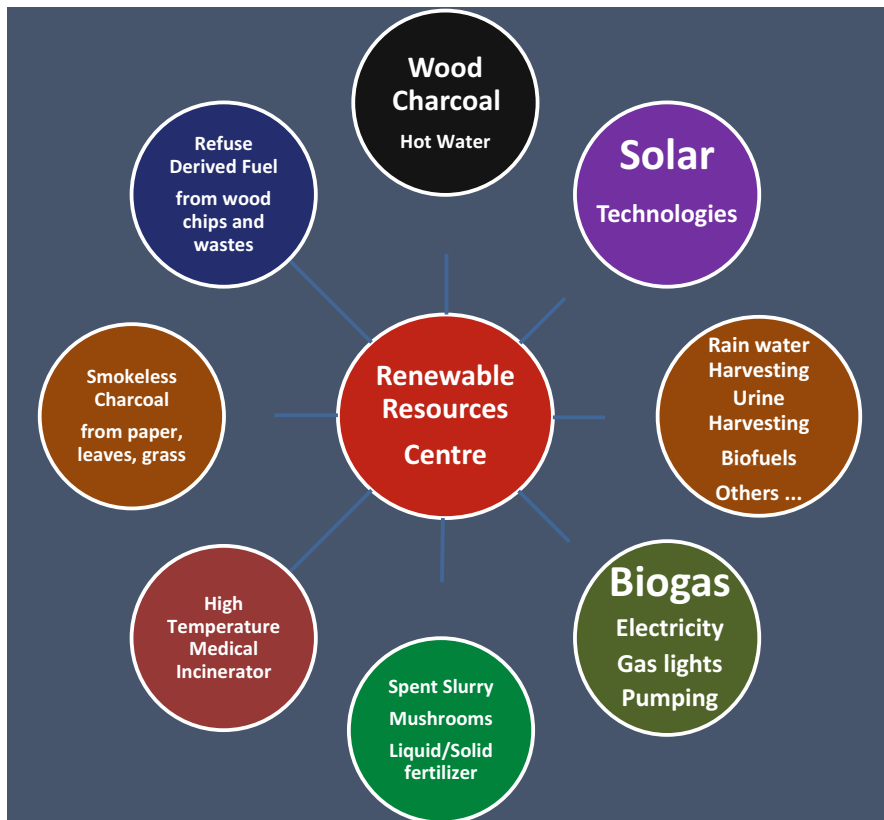 Wood
Charcoal
Hot Water
Refuse
Derived Fuel
from wood
chips and
wastes
Solar
Technologies
Smokeless
Charcoal
from paper,
leaves, grass
Renewable
Resources
Centre
Rain water
Harvesting
Urine
Harvesting
Biofuels
Others ...
High
Temperature
Medical
Incinerator
Biogas
Electricity
Gas lights
Pumping
Spent Slurry
Mushrooms
Liquid/Solid
fertilizer